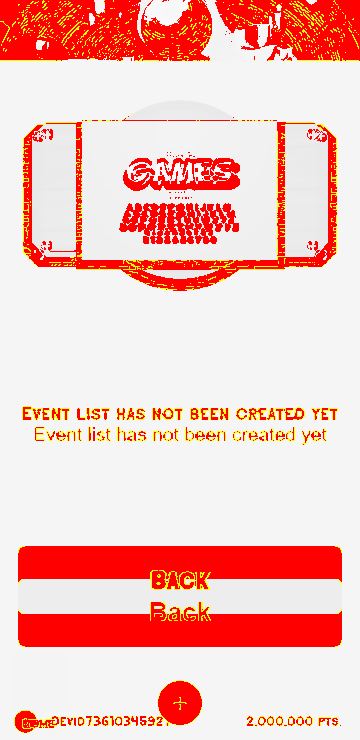 GAMES
EVENT LIST HAS NOT BEEN CREATED YET
Event list has not been created yet
BACK
Back
+
DEVID7361034592 2.000.000 PTS.